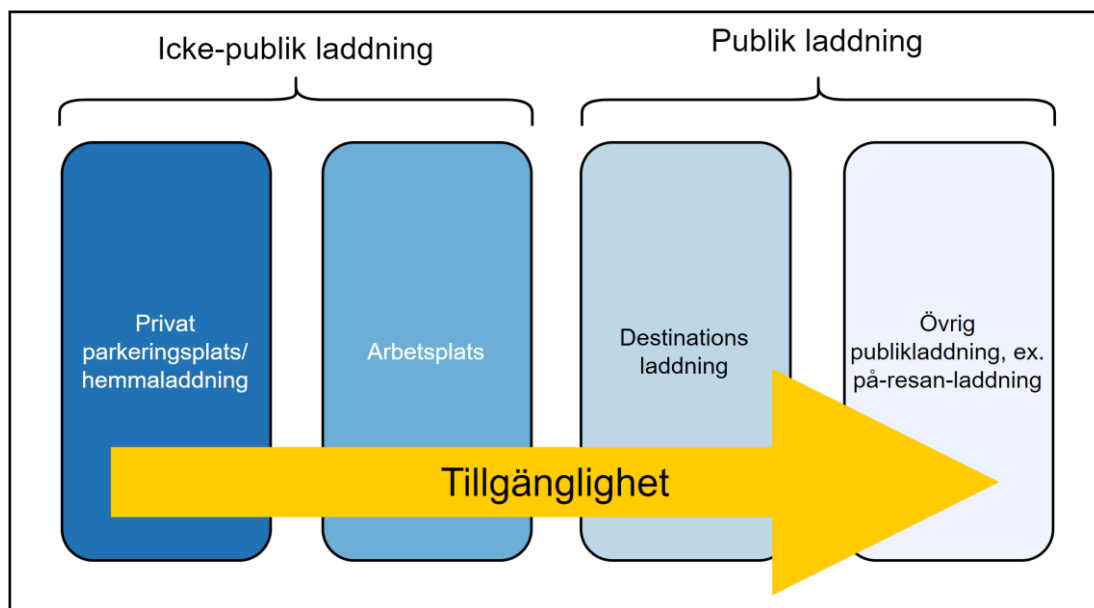 Icke-publik laddning
Publik laddning
Privat
parkeringsplats/
hemmaladdning
Arbetsplats
Destinations
laddning
Övrig
publikladdning, ex.
på-resan-laddning
Tillgänglighet